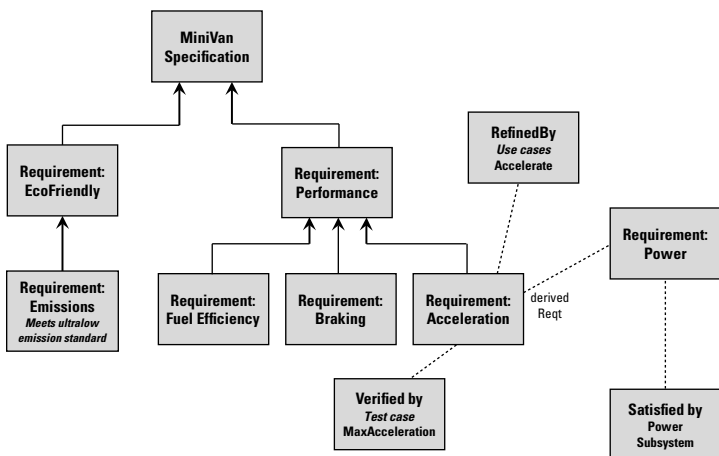 MiniVan
Specification
RefinedBy
Use cases
Accelerate
Requirement:
EcoFriendly
Requirement:
Performance
Requirement:
Power
Requirement:
Emissions
Meets ultralow
emission standard
Requirement:
Fuel Efficiency
Requirement:
Braking
Requirement:
Acceleration
derived
Reqt
Verified by
Test case
MaxAcceleration
Satisfied by
Power
Subsystem